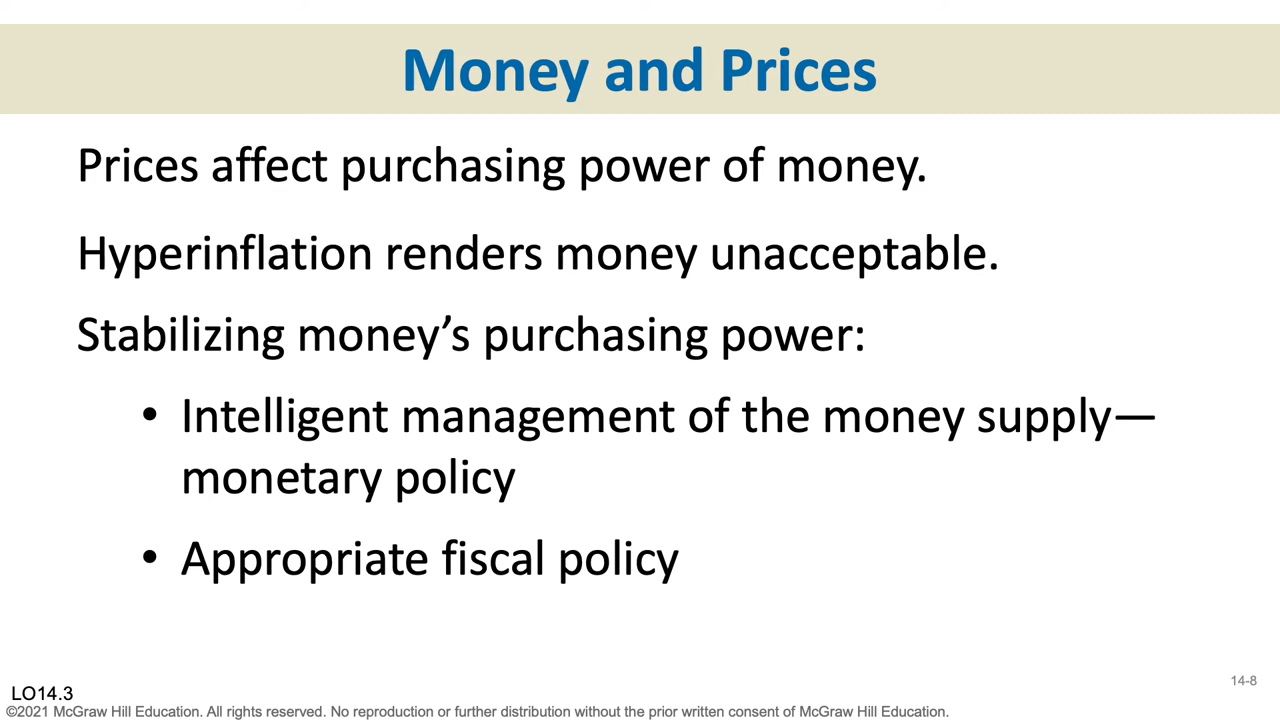 Money and Prices
Prices affect purchasing power of money.
Hyperinflation renders money unacceptable.
Stabilizing money’s purchasing power:
• Intelligent management of the money supply—
monetary policy
• Appropriate fiscal policy
14-8
LO14.3
©2021 McGraw Hill Education. All rights reserved. No reproduction or further distribution without the prior written consent of McGraw Hill Education.